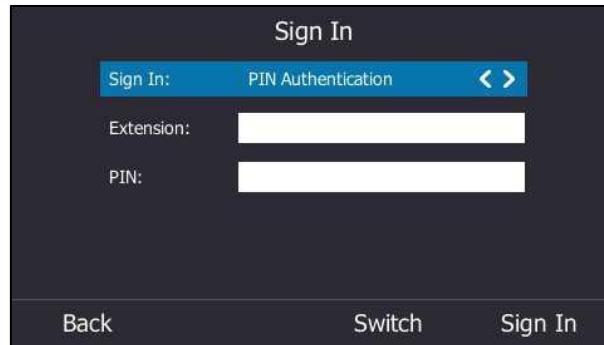 Sign In
Sign In: PIN Authentication
Extension:
PIN:
Back Switch Sign In